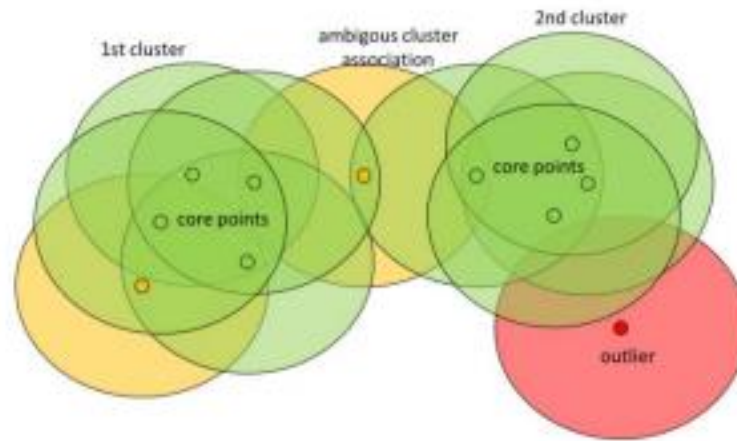 1st cluster
ambigous cluster
association
2nd cluster
core points
core points
outlier